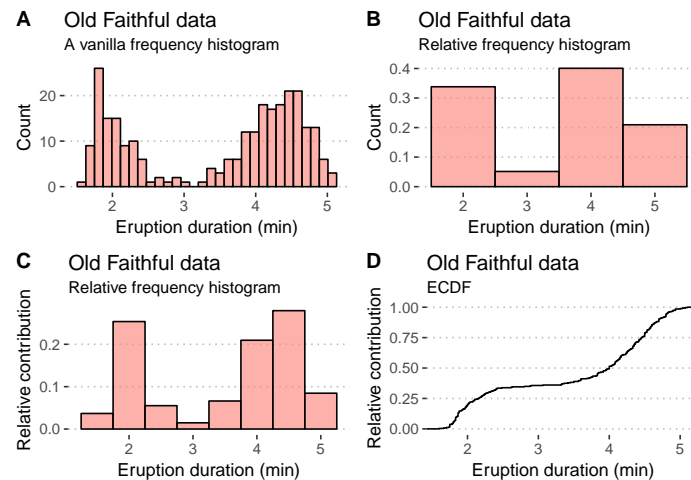 A
Old Faithful data
A vanilla frequency histogram
Count
20
10
0
2 3 4 5
Eruption duration (min)
B
Old Faithful data
Relative frequency histogram
Count
0.4
0.3
0.2
0.1
0.0
2 3 4 5
Eruption duration (min)
C
Old Faithful data
Relative frequency histogram
Relative contribution
0.2
0.1
0.0
2 3 4 5
Eruption duration (min)
D
Old Faithful data
ECDF
Relative contribution
1.00
0.75
0.50
0.25
0.00
2 3 4 5
Eruption duration (min)